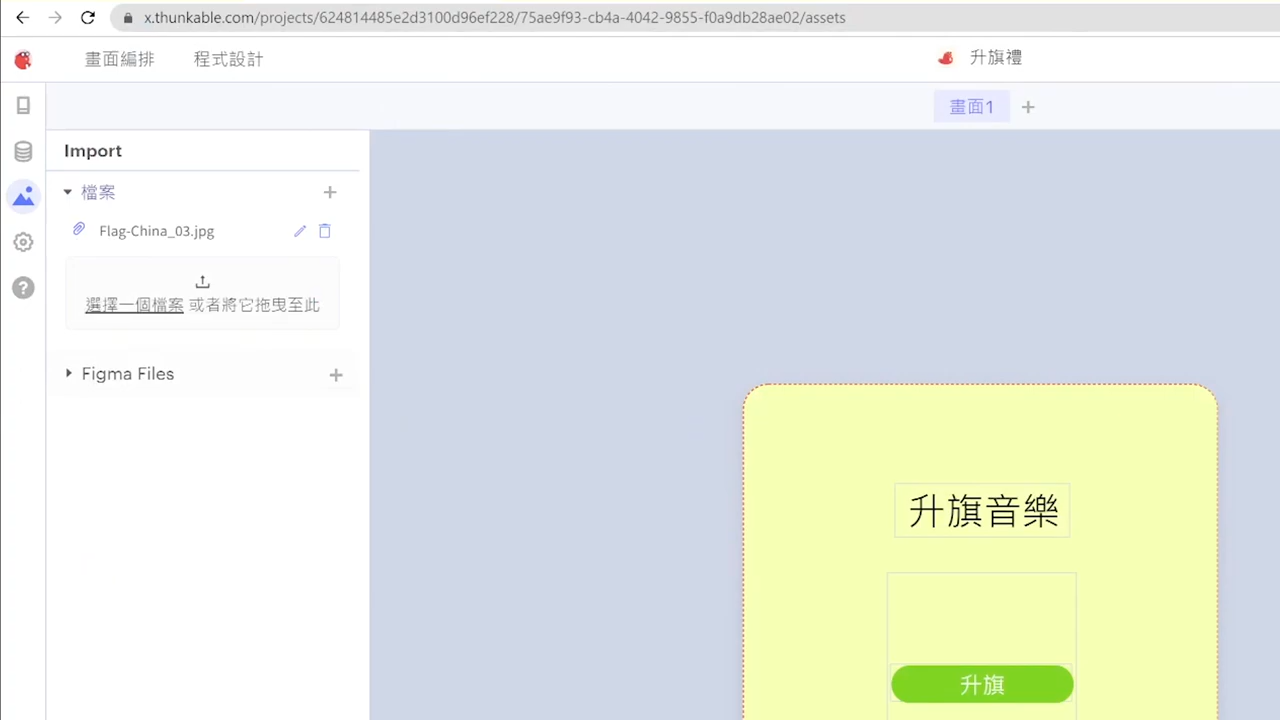 x.thunkable.com/projects/624814485e2d3100d96ef228/75ae9f93-cb4a-4042-9855-f0a9db28ae02/assets
畫面編排 程式設計 升旗禮
畫面1 +
Import
檔案 +
Flag-China_03.jpg
選擇一個檔案 或者將它拖曳至此
Figma Files +
升旗音樂
升旗